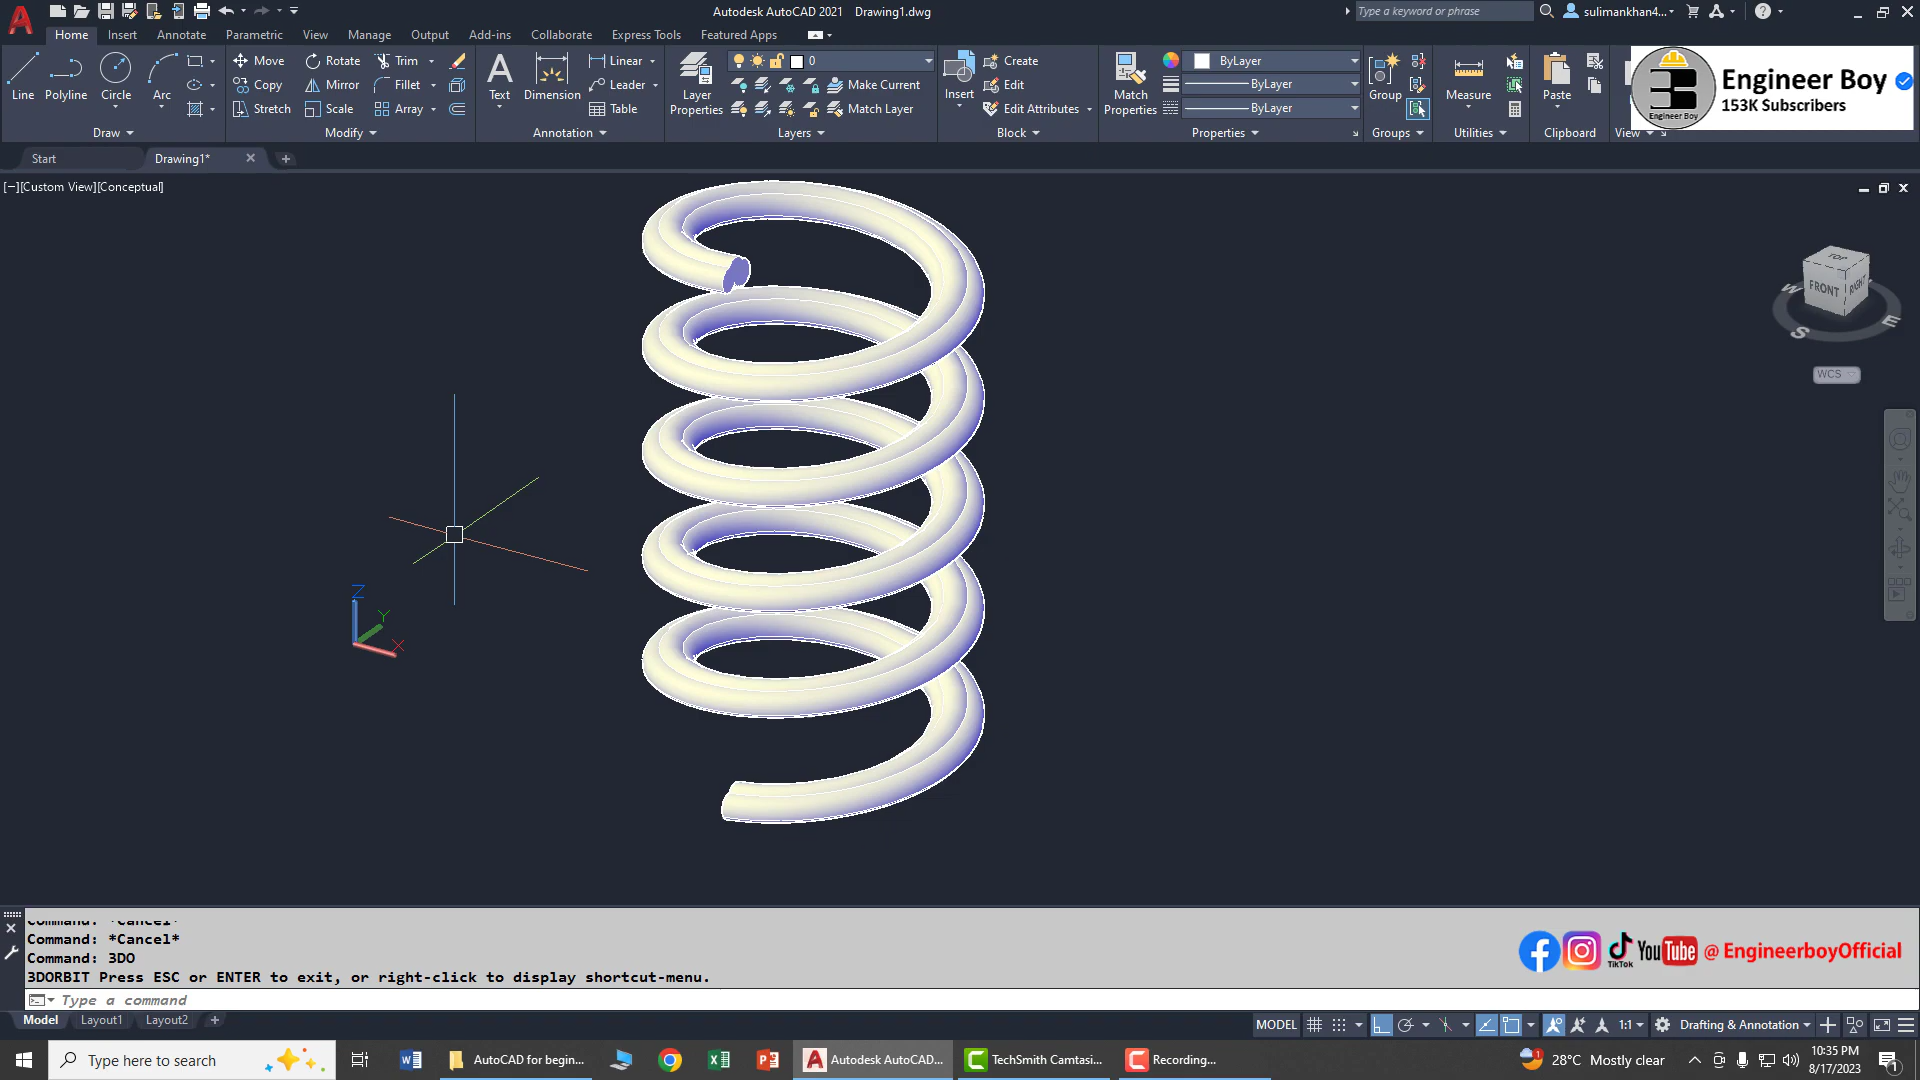 Autodesk AutoCAD 2021 Drawing1.dwg
Type a keyword or phrase
sulimankhan4...
Home Insert Annotate Parametric View Manage Output Add-ins Collaborate Express Tools Featured Apps
Line Polyline Circle Arc
Move Rotate Trim
Copy Mirror Fillet
Stretch Scale Array
Text Dimension
Linear
Leader
Table
Layer Properties
0
Make Current
Match Layer
Insert
Create
Edit
Edit Attributes
Match Properties
ByLayer
ByLayer
ByLayer
Group
Measure
Paste
Draw Modify Annotation Layers Block Properties Groups Utilities Clipboard View
Engineer Boy
153K Subscribers
Engineer Boy
Start Drawing1*
[−][Custom View][Conceptual]
TOP
FRONT RIGHT
W S E
WCS
Z
Y
X
Command: *Cancel*
Command: *Cancel*
Command: 3DO
3DORBIT Press ESC or ENTER to exit, or right-click to display shortcut-menu.
Type a command
TikTok YouTube @ EngineerboyOfficial
Model Layout1 Layout2
MODEL 1:1 Drafting & Annotation
Type here to search
AutoCAD for begin...
Autodesk AutoCAD...
TechSmith Camtasi...
Recording...
28°C Mostly clear
10:35 PM
8/17/2023